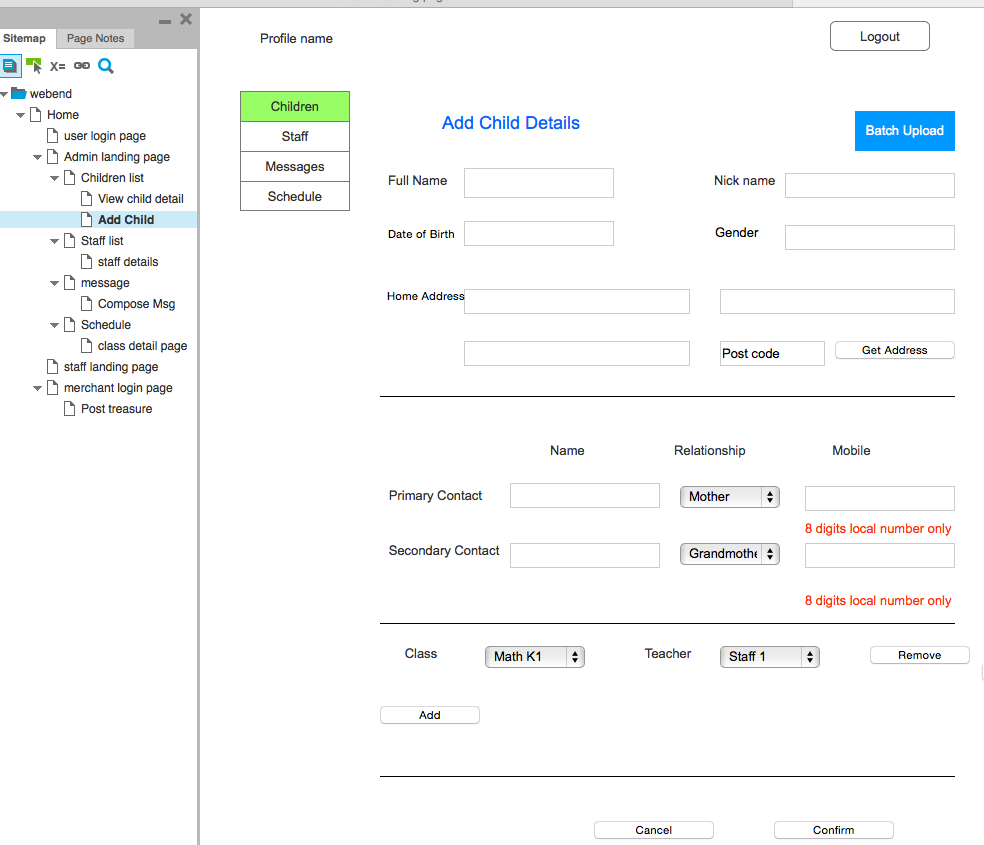 Sitemap
Page Notes
X=
webend
Home
user login page
Admin landing page
Children list
View child detail
Add Child
Staff list
staff details
message
Compose Msg
Schedule
class detail page
staff landing page
merchant login page
Post treasure
Profile name
Logout
Children
Staff
Messages
Schedule
Add Child Details
Batch Upload
Full Name
Nick name
Date of Birth
Gender
Home Address
Post code
Get Address
Name Relationship Mobile
Primary Contact
Mother
8 digits local number only
Secondary Contact
Grandmothe
8 digits local number only
Class
Math K1
Teacher
Staff 1
Remove
Add
Cancel
Confirm